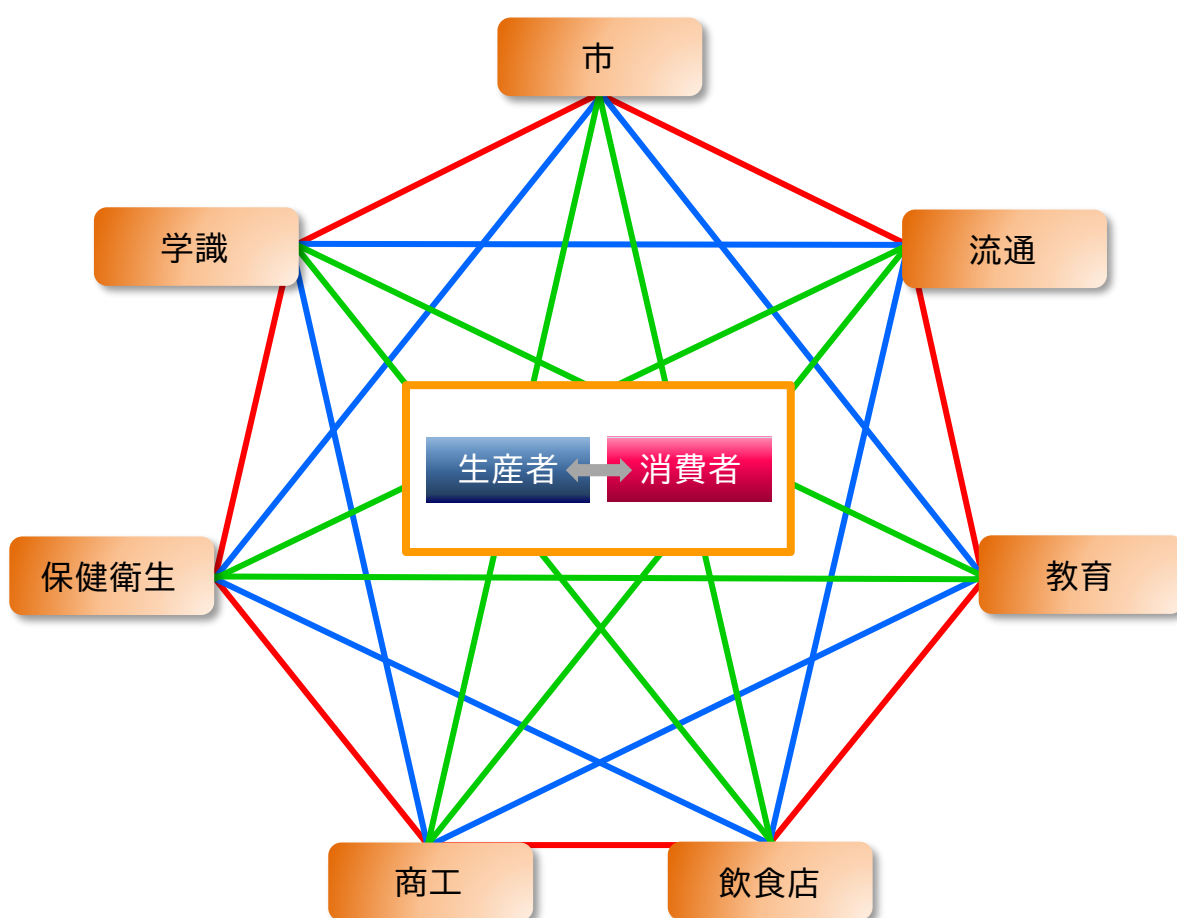 市
学識
流通
生産者
消費者
保健衛生
教育
商工
飲食店